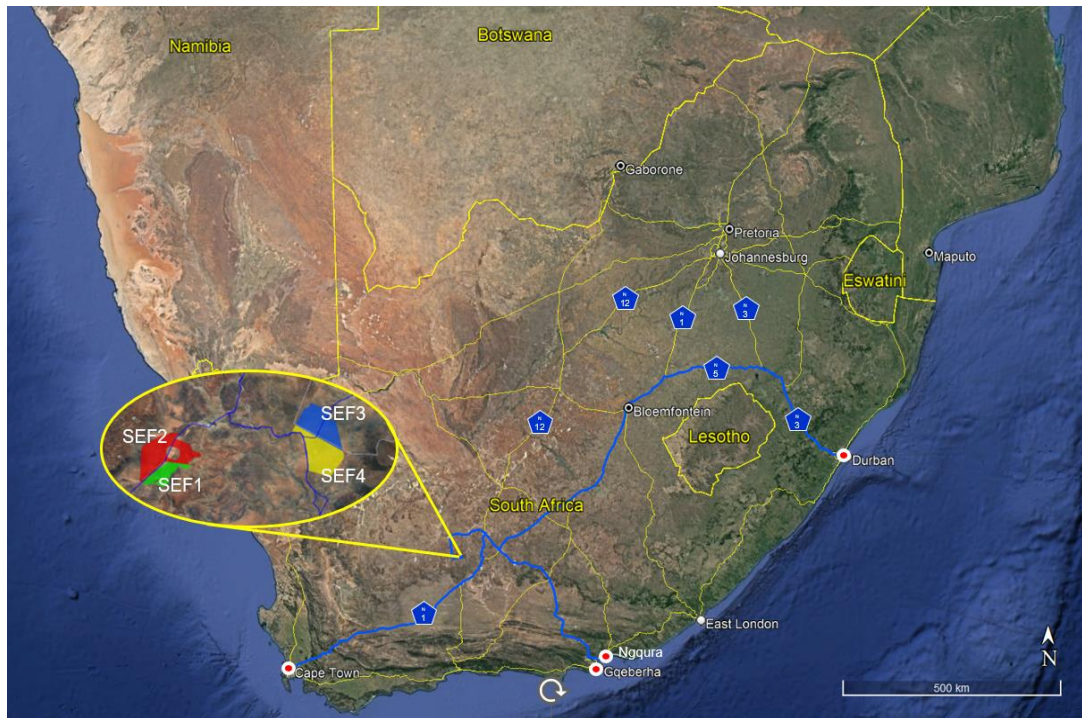 Namibia
Botswana
Gaborone
Pretoria
Johannesburg
Maputo
Eswatini
N
12
N
1
N
3
N
5
Bloemfontein
N
12
N
3
Lesotho
Durban
SEF3
SEF2
SEF4
SEF1
South Africa
N
1
East London
Ngqura
Cape Town
Gqeberha
N
500 km